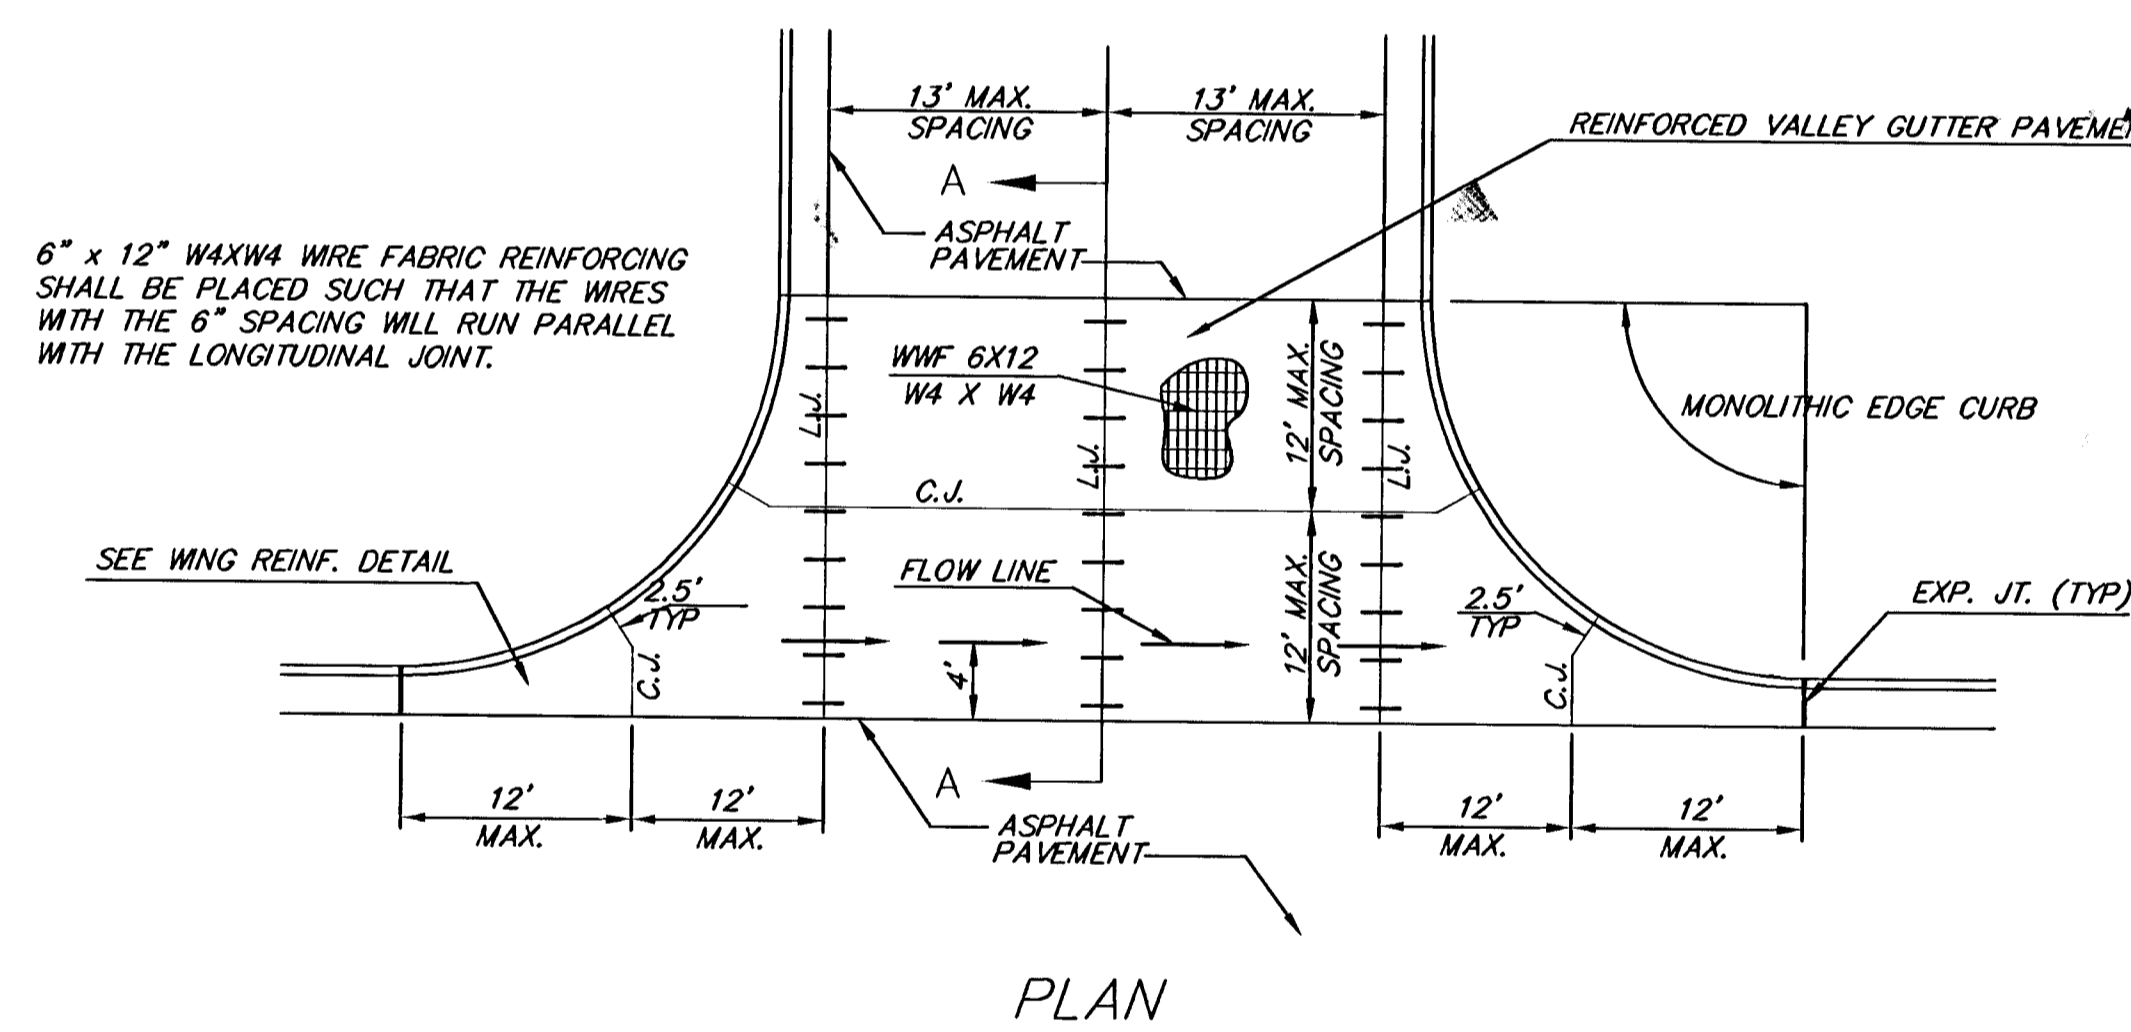 13' MAX.
SPACING
13' MAX.
SPACING
REINFORCED VALLEY GUTTER
A
ASPHALT
PAVEMENT
6" x 12" W4XW4 WIRE FABRIC REINFORCING
SHALL BE PLACED SUCH THAT THE WIRES
WITH THE 6" SPACING WILL RUN PARALLEL
WITH THE LONGITUDINAL JOINT.
WWF 6X12
W4 X W4
12' MAX.
SPACING
MONOLITHIC EDGE CURB
L.J.
L.J.
L.J.
C.J.
SEE WING REINF. DETAIL
2.5'
TYP
FLOW LINE
12' MAX.
SPACING
2.5'
TYP
EXP. JT. (TYP)
C.J.
4'
C.J.
A
12'
MAX.
12'
MAX.
ASPHALT
PAVEMENT
12'
MAX.
12'
MAX.
PLAN